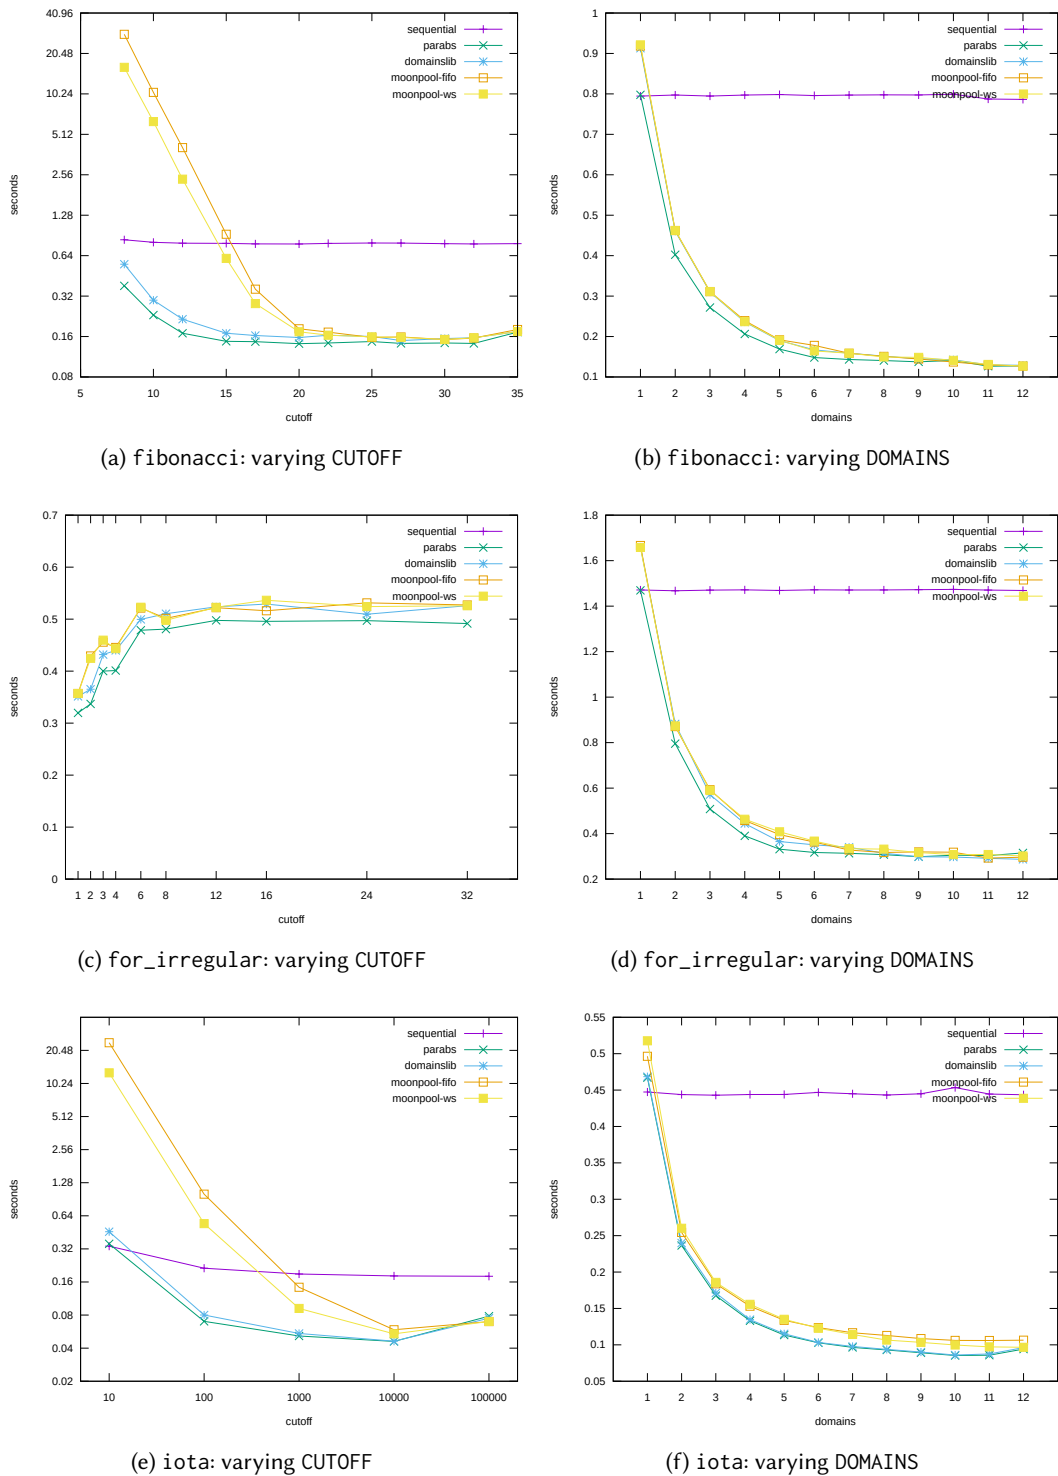 40.96
20.48
10.24
5.12
2.56
1.28
0.64
0.32
0.16
0.08
seconds
5 10 15 20 25 30 35
cutoff
sequential
parabs
domainslib
moonpool-fifo
moonpool-ws
(a) fibonacci: varying CUTOFF
1
0.9
0.8
0.7
0.6
0.5
0.4
0.3
0.2
0.1
seconds
1 2 3 4 5 6 7 8 9 10 11 12
domains
sequential
parabs
domainslib
moonpool-fifo
moonpool-ws
(b) fibonacci: varying DOMAINS
0.7
0.6
0.5
0.4
0.3
0.2
0.1
0
seconds
1 2 3 4 6 8 12 16 24 32
cutoff
sequential
parabs
domainslib
moonpool-fifo
moonpool-ws
(c) for_irregular: varying CUTOFF
1.8
1.6
1.4
1.2
1
0.8
0.6
0.4
0.2
seconds
1 2 3 4 5 6 7 8 9 10 11 12
domains
sequential
parabs
domainslib
moonpool-fifo
moonpool-ws
(d) for_irregular: varying DOMAINS
20.48
10.24
5.12
2.56
1.28
0.64
0.32
0.16
0.08
0.04
0.02
seconds
10 100 1000 10000 100000
cutoff
sequential
parabs
domainslib
moonpool-fifo
moonpool-ws
(e) iota: varying CUTOFF
0.55
0.5
0.45
0.4
0.35
0.3
0.25
0.2
0.15
0.1
0.05
seconds
1 2 3 4 5 6 7 8 9 10 11 12
domains
sequential
parabs
domainslib
moonpool-fifo
moonpool-ws
(f) iota: varying DOMAINS